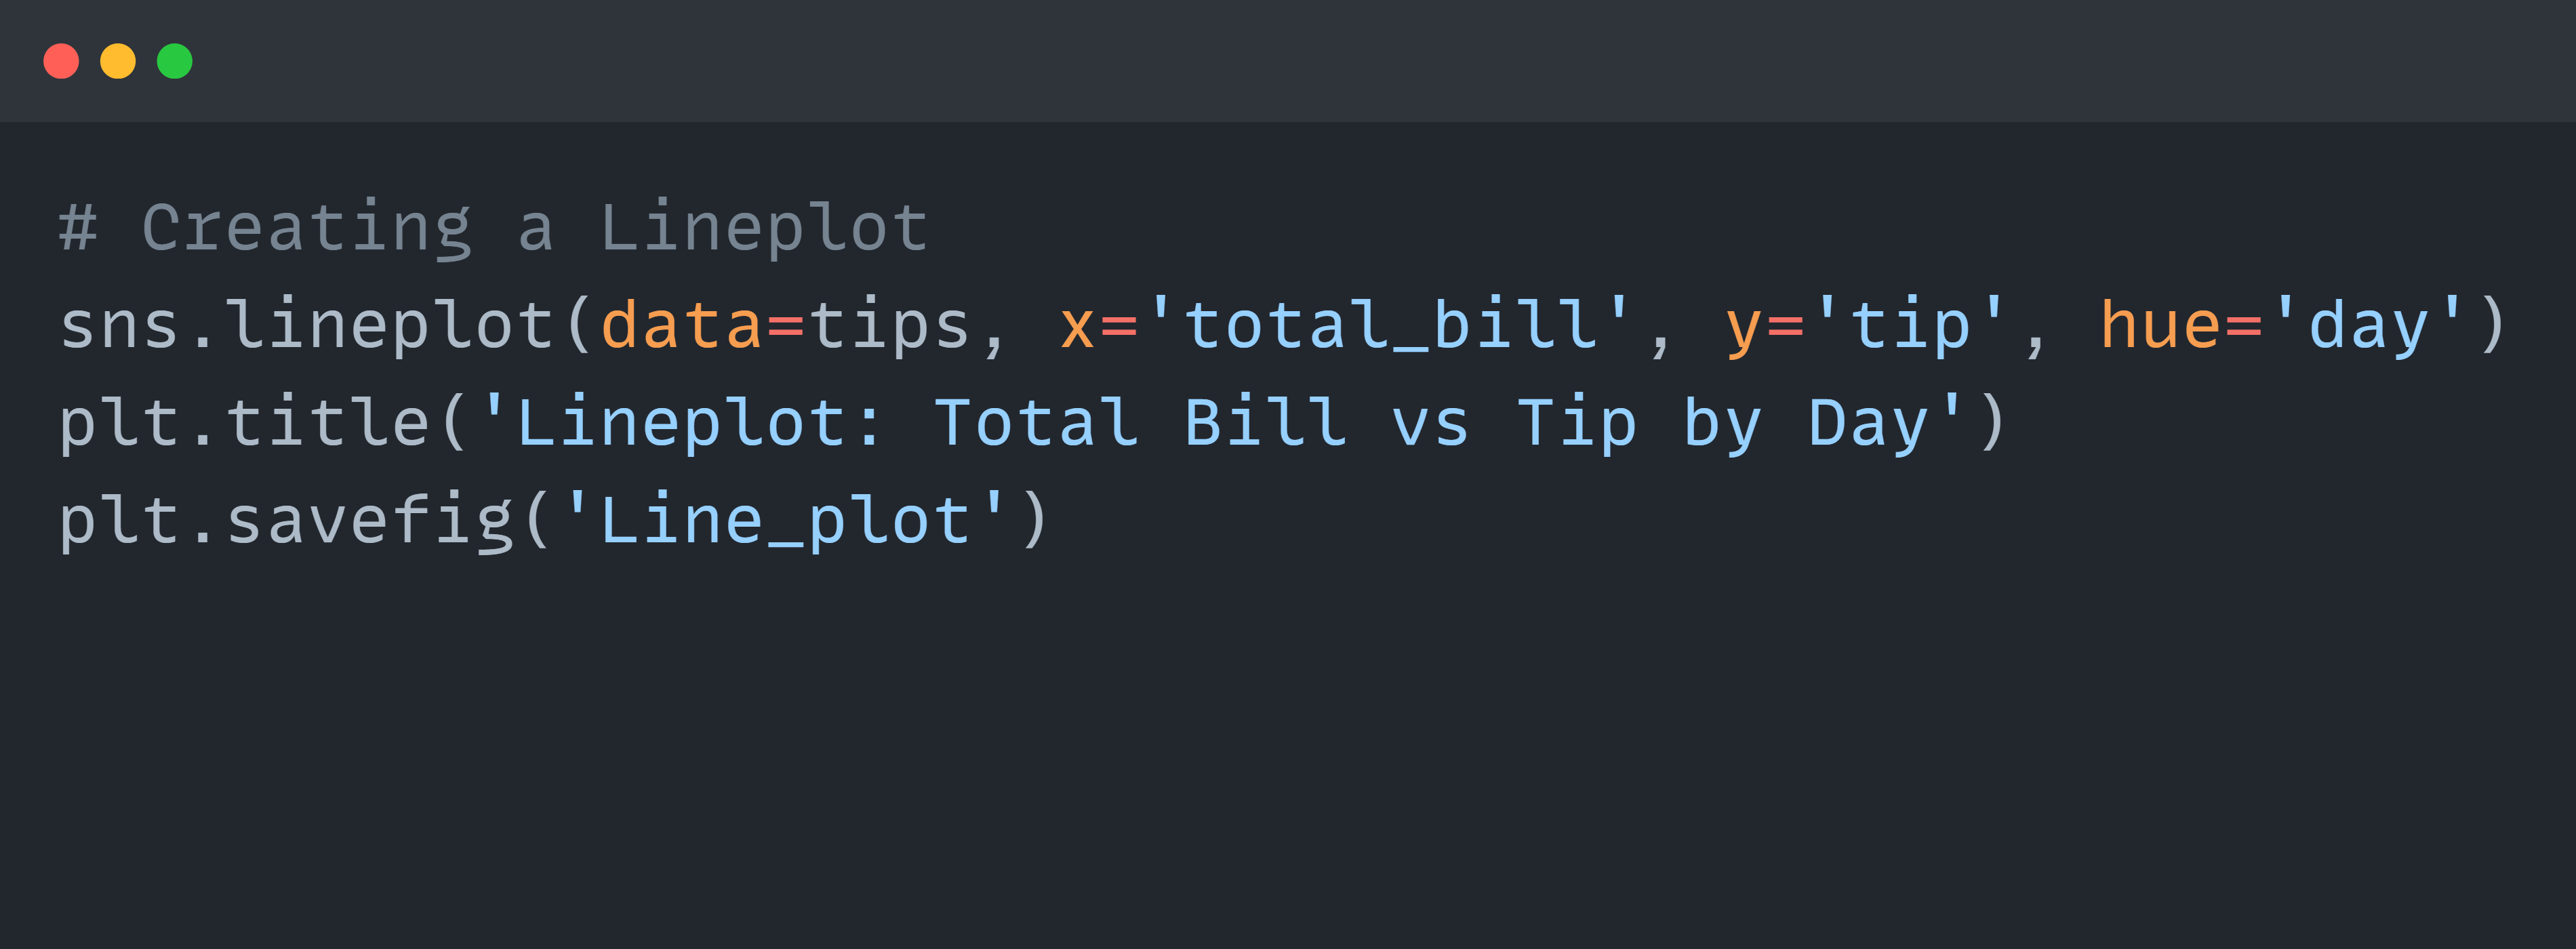 # Creating a Lineplot
sns.lineplot(data=tips, x='total_bill', y='tip', hue='day')
plt.title('Lineplot: Total Bill vs Tip by Day')
plt.savefig('Line_plot')